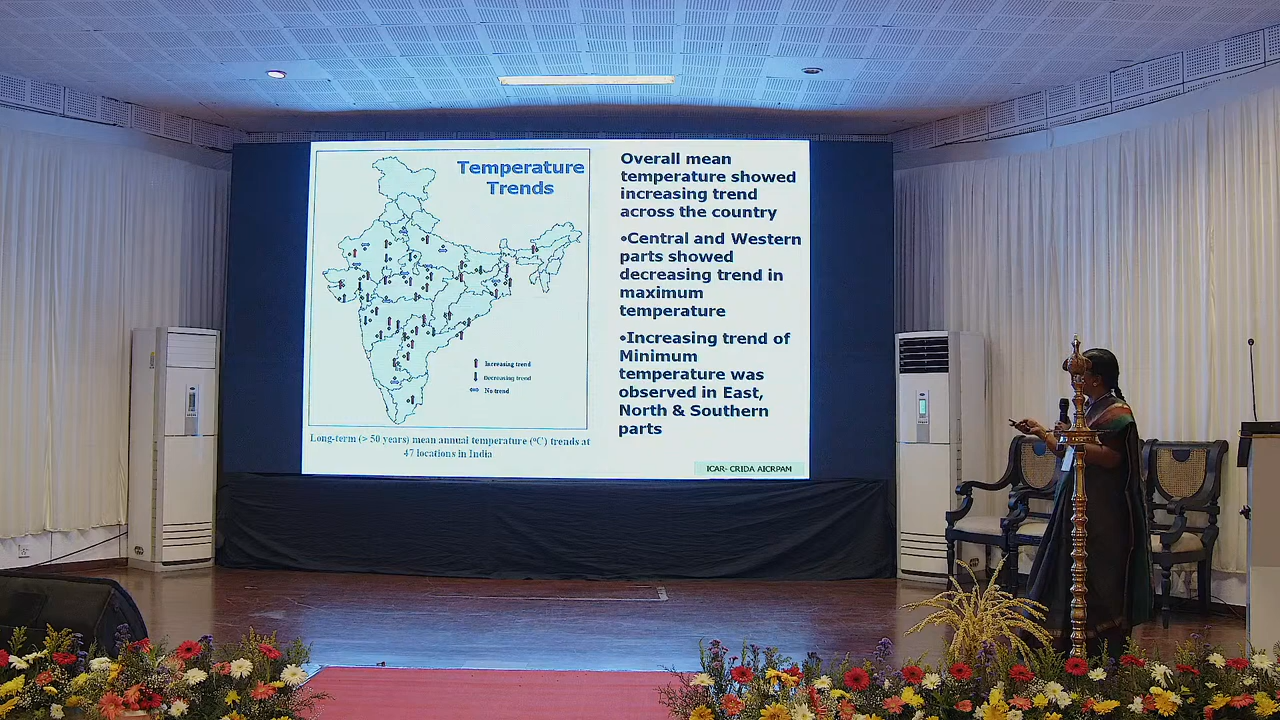 Temperature
Trends
Increasing trend
Decreasing trend
No trend
Long-term (> 50 years) mean annual temperature (°C) trends at
47 locations in India
Overall mean
temperature showed
increasing trend
across the country
•Central and Western
parts showed
decreasing trend in
maximum
temperature
•Increasing trend of
Minimum
temperature was
observed in East,
North & Southern
parts
ICAR- CRIDA AICRPAM